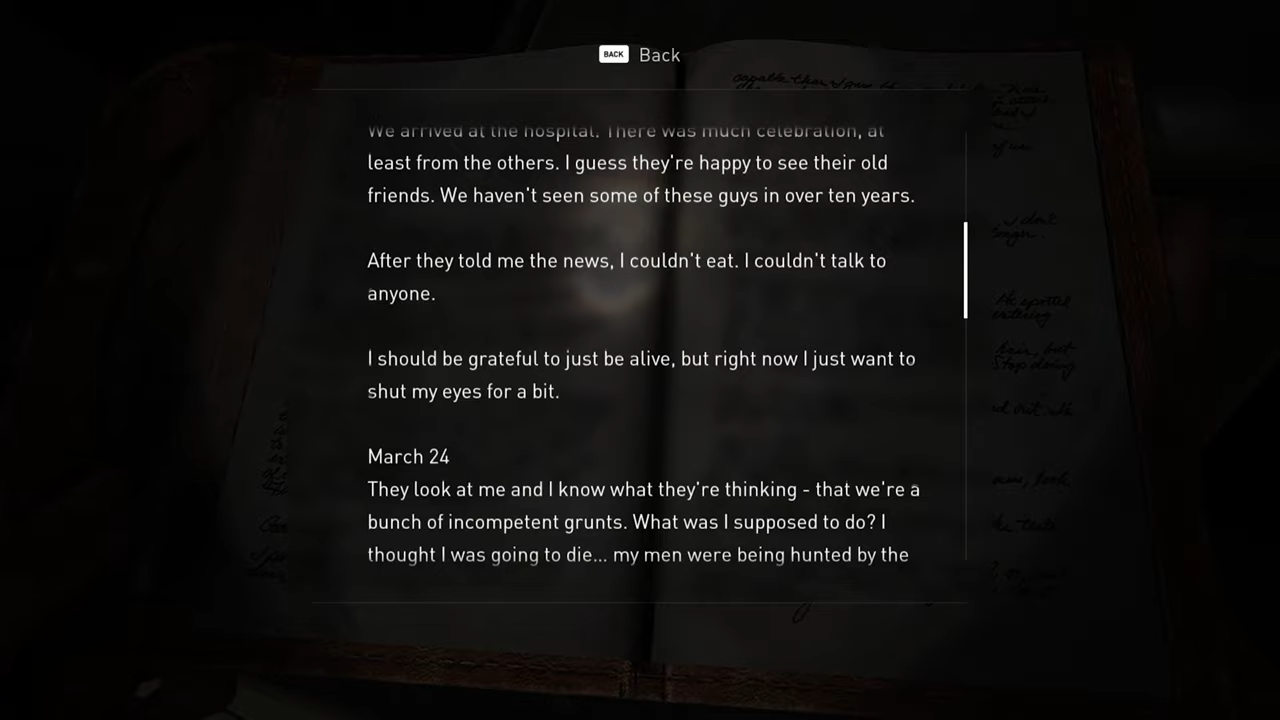 BACK Back
capable than I
We arrived at the hospital. There was much celebration, at
least from the others. I guess they're happy to see their old
friends. We haven't seen some of these guys in over ten years.
After they told me the news, I couldn't eat. I couldn't talk to
anyone.
I should be grateful to just be alive, but right now I just want to
shut my eyes for a bit.
March 24
They look at me and I know what they're thinking - that we're a
bunch of incompetent grunts. What was I supposed to do? I
thought I was going to die... my men were being hunted by the